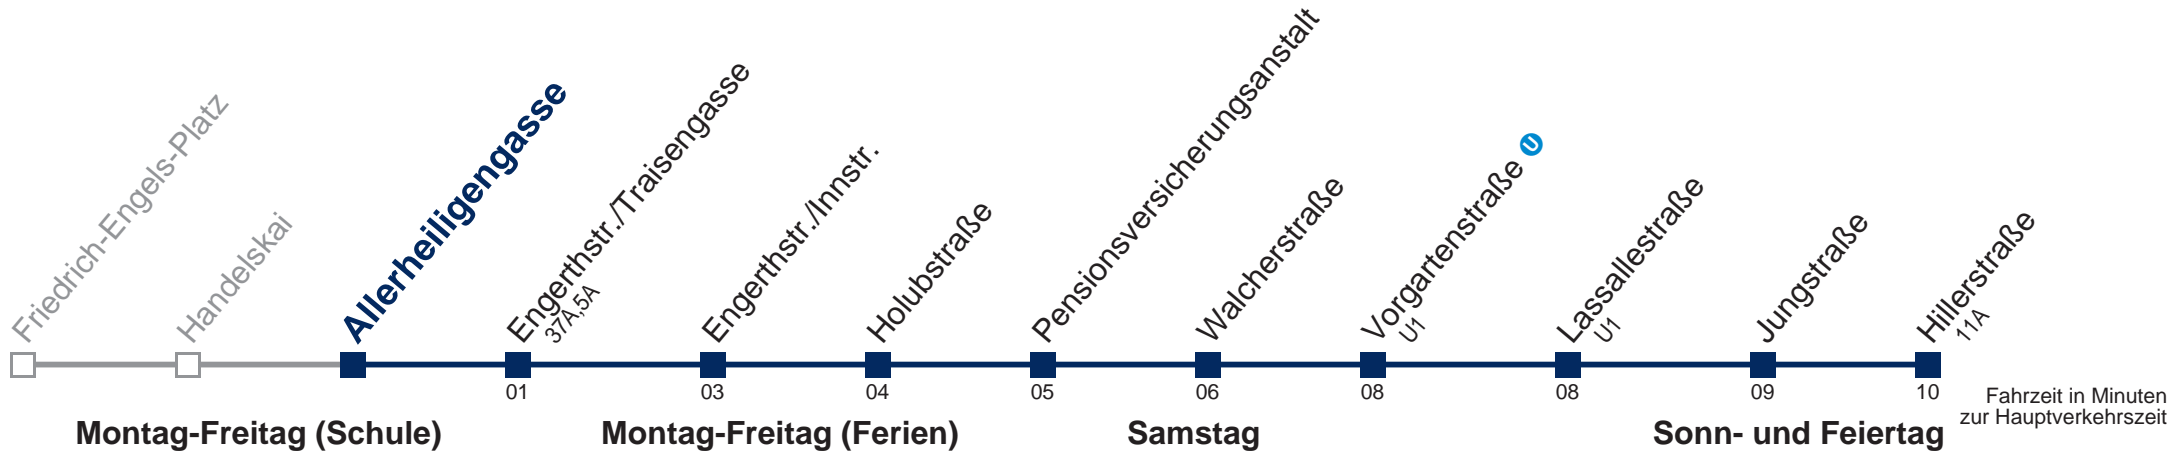 Friedrich-Engels-Platz
Handelskai
Allerheiligengasse
Engerthstr./Traisengasse
37A,5A
Engerthstr./Innstr.
Holubstraße
Pensionsversicherungsanstalt
Walcherstraße
Vorgartenstraße U
U1
Lassallestraße
U1
Jungstraße
Hillerstraße
11A
01 03 04 05 06 08 08 09 10
Fahrzeit in Minuten
zur Hauptverkehrszeit
Montag-Freitag (Schule) Montag-Freitag (Ferien) Samstag Sonn- und Feiertag